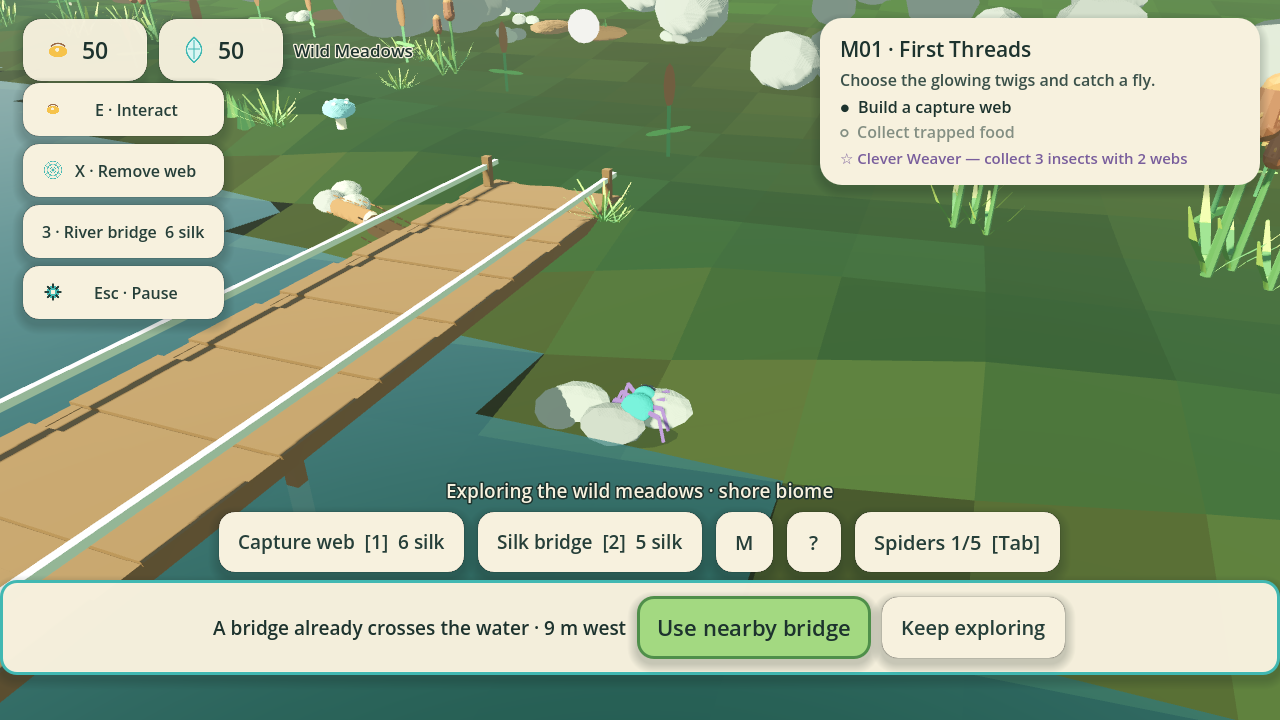 50
50
Wild Meadows
E · Interact
X · Remove web
3 · River bridge 6 silk
Esc · Pause
M01 · First Threads
Choose the glowing twigs and catch a fly.
● Build a capture web
○ Collect trapped food
☆ Clever Weaver — collect 3 insects with 2 webs
Exploring the wild meadows · shore biome
Capture web [1] 6 silk
Silk bridge [2] 5 silk
M
?
Spiders 1/5 [Tab]
A bridge already crosses the water · 9 m west
Use nearby bridge
Keep exploring